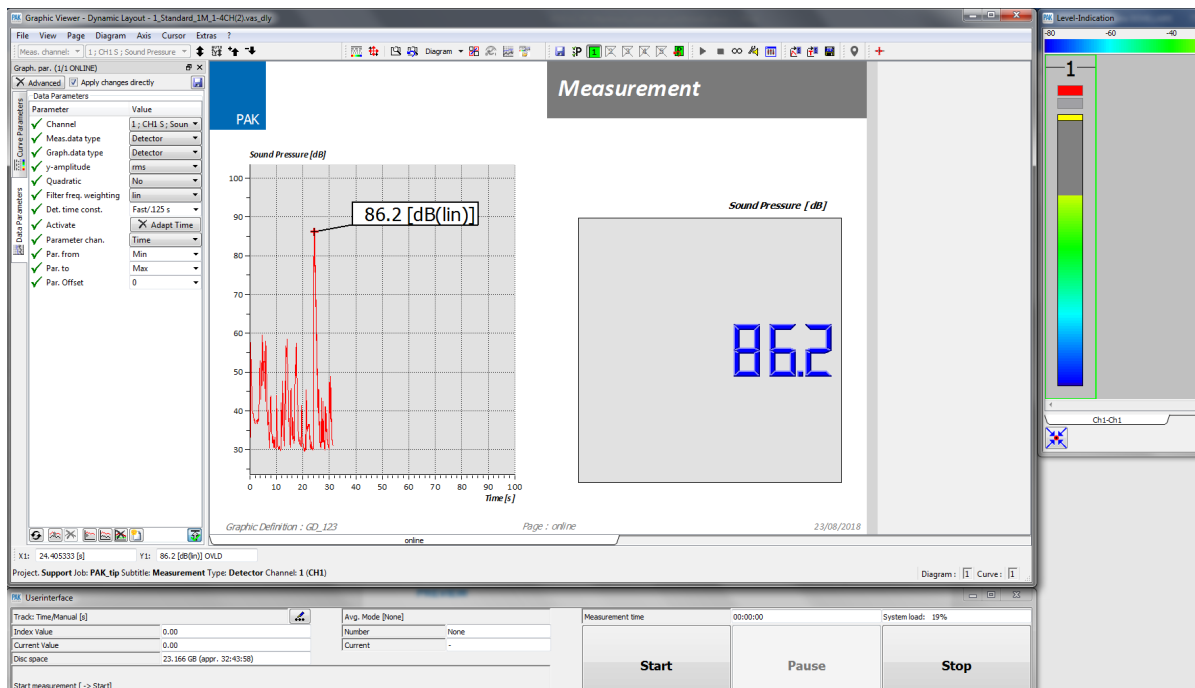 PAK Graphic Viewer - Dynamic Layout - 1_Standard_1M_1-4CH(2).vas_dly
File View Page Diagram Axis Cursor Extras ?
Meas. channel: 1 ; CH1 S ; Sound Pressure
Diagram
Graph. par. (1/1 ONLINE)
Advanced Apply changes directly
Data Parameters
Parameter Value
Channel 1 ; CH1 S ; Soun
Meas.data type Detector
Graph.data type Detector
y-amplitude rms
Quadratic No
Filter freq. weighting lin
Det. time const. Fast/.125 s
Activate Adapt Time
Parameter chan. Time
Par. from Min
Par. to Max
Par. Offset 0
Curve Parameters
Data Parameters
PAK
Measurement
Sound Pressure [dB]
100
90
80
70
60
50
40
30
86.2 [dB(lin)]
0 10 20 30 40 50 60 70 80 90 100
Time [s]
Sound Pressure [dB]
86.2
Graphic Definition : GD_123 Page : online 23/08/2018
online
X1: 24.405333 [s] Y1: 86.2 [dB(lin)] OVLD
Project. Support Job: PAK_tip Subtitle: Measurement Type: Detector Channel: 1 (CH1)
Diagram : 1 Curve : 1
PAK Level-Indication
-80 -60 -40
1
Ch1-Ch1
PAK Userinterface
Track: Time/Manual [s]
Index Value 0.00
Current Value 0.00
Disc space 23.166 GB (appr. 32:43:58)
Start measurement [ -> Start]
Avg. Mode [None]
Number None
Current -
Measurement time 00:00:00 System load: 19%
Start Pause Stop